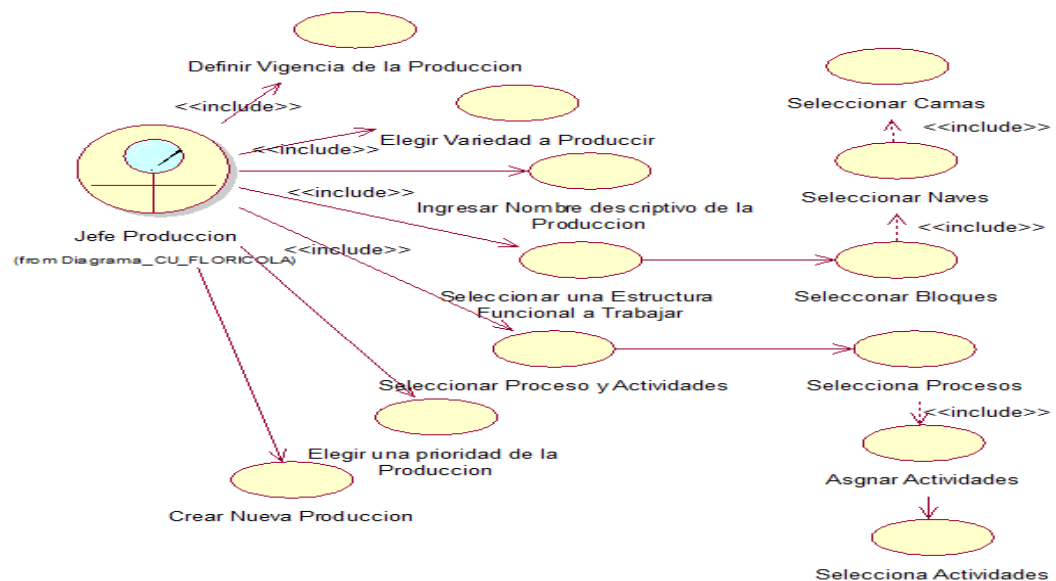 Definir Vigencia de la Produccion
<<include>>
Seleccionar Camas
<<include>>
Elegir Variedad a Produccir
<<include>>
Seleccionar Naves
<<include>>
Ingresar Nombre descriptivo de la
Produccion
<<include>>
Jefe Produccion
(from Diagrama_CU_FLORICOLA)
<<include>>
Seleccionar una Estructura
Funcional a Trabajar
Selecconar Bloques
Seleccionar Proceso y Actividades
Selecciona Procesos
<<include>>
Elegir una prioridad de la
Produccion
Asgnar Actividades
Crear Nueva Produccion
Selecciona Actividades